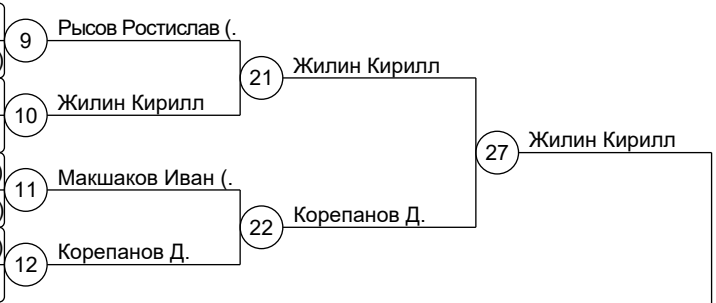 9 Рысов Ростислав (.
21 Жилин Кирилл
10 Жилин Кирилл
27 Жилин Кирилл
11 Макшаков Иван (.
22 Корепанов Д.
12 Корепанов Д.